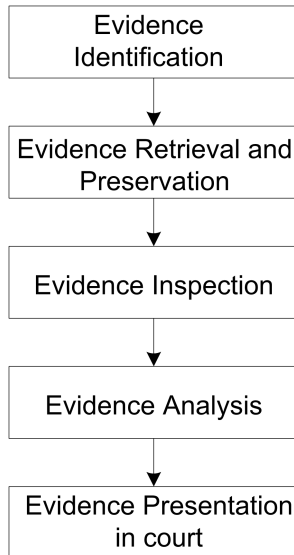 Evidence
Identification
Evidence Retrieval and
Preservation
Evidence Inspection
Evidence Analysis
Evidence Presentation
in court